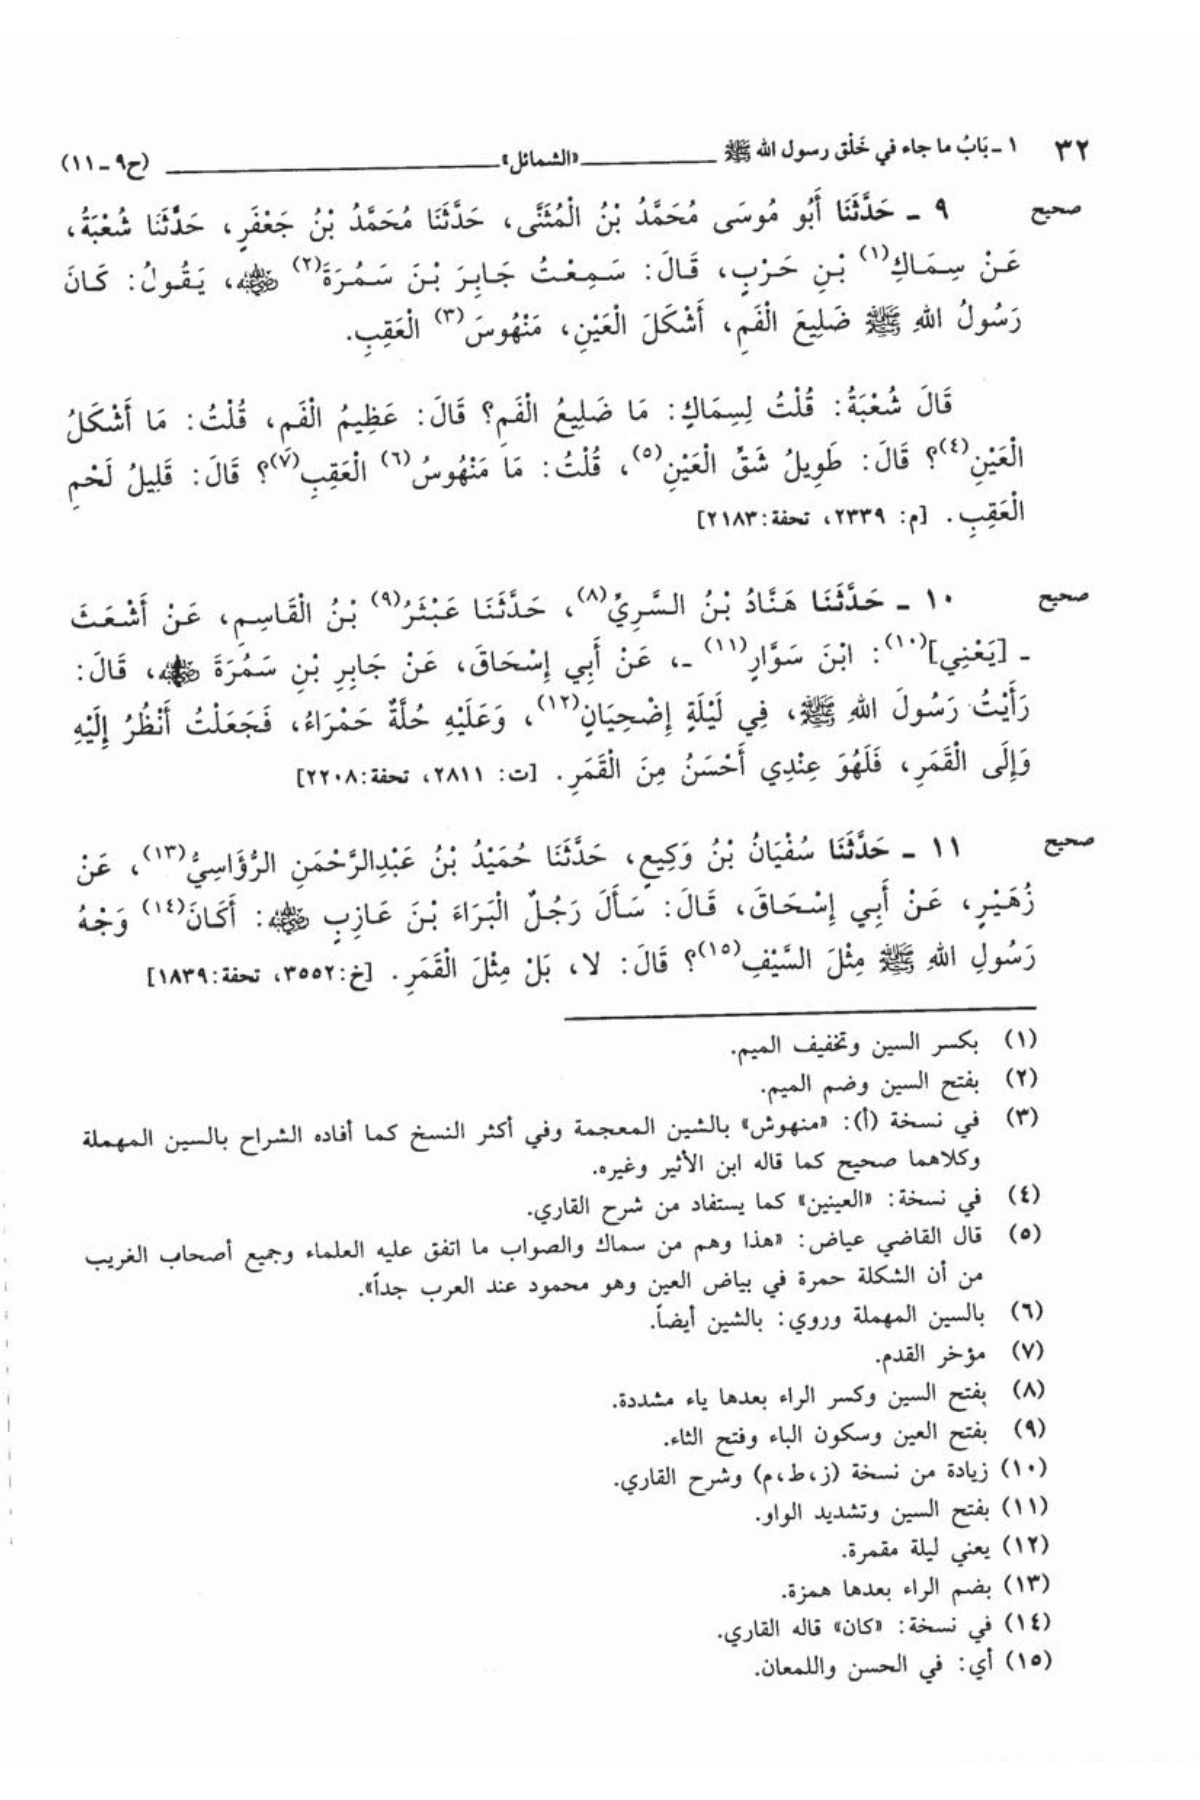 ٣٢ ١ ـ بَابُ ما جاء في خَلْق رسول الله ﷺ «الشمائل» (ح٩ ـ ١١)
صحيح ٩ ـ حَدَّثَنَا أَبُو مُوسَى مُحَمَّدُ بْنُ الْمُثَنَّى، حَدَّثَنَا مُحَمَّدُ بْنُ جَعْفَرٍ، حَدَّثَنَا شُعْبَةُ،
عَنْ سِمَاكِ(١) بْنِ حَرْبٍ، قَالَ: سَمِعْتُ جَابِرَ بْنَ سَمُرَةَ(٢) رضي الله عنه، يَقُولُ: كَانَ
رَسُولُ اللهِ ﷺ ضَلِيعَ الْفَمِ، أَشْكَلَ الْعَيْنِ، مَنْهُوسَ(٣) الْعَقِبِ.
قَالَ شُعْبَةُ: قُلْتُ لِسِمَاكٍ: مَا ضَلِيعُ الْفَمِ؟ قَالَ: عَظِيمُ الْفَمِ، قُلْتُ: مَا أَشْكَلُ
الْعَيْنِ(٤)؟ قَالَ: طَوِيلُ شَقِّ الْعَيْنِ(٥)، قُلْتُ: مَا مَنْهُوسُ(٦) الْعَقِبِ(٧)؟ قَالَ: قَلِيلُ لَحْمِ
الْعَقِبِ. [م: ٢٣٣٩، تحفة: ٢١٨٣]
صحيح ١٠ ـ حَدَّثَنَا هَنَّادُ بْنُ السَّرِيِّ(٨)، حَدَّثَنَا عَبْثَرُ(٩) بْنُ الْقَاسِمِ، عَنْ أَشْعَثَ
ـ [يَعْنِي](١٠): ابْنَ سَوَّارٍ(١١) ـ، عَنْ أَبِي إِسْحَاقَ، عَنْ جَابِرِ بْنِ سَمُرَةَ رضي الله عنه، قَالَ:
رَأَيْتُ رَسُولَ اللهِ ﷺ، فِي لَيْلَةٍ إِضْحِيَانٍ(١٢)، وَعَلَيْهِ حُلَّةٌ حَمْرَاءُ، فَجَعَلْتُ أَنْظُرُ إِلَيْهِ
وَإِلَى الْقَمَرِ، فَلَهُوَ عِنْدِي أَحْسَنُ مِنَ الْقَمَرِ. [ت: ٢٨١١، تحفة: ٢٢٠٨]
صحيح ١١ ـ حَدَّثَنَا سُفْيَانُ بْنُ وَكِيعٍ، حَدَّثَنَا حُمَيْدُ بْنُ عَبْدِالرَّحْمَنِ الرُّؤَاسِيُّ(١٣)، عَنْ
زُهَيْرٍ، عَنْ أَبِي إِسْحَاقَ، قَالَ: سَأَلَ رَجُلٌ الْبَرَاءَ بْنَ عَازِبٍ رضي الله عنه: أَكَانَ(١٤) وَجْهُ
رَسُولِ اللهِ ﷺ مِثْلَ السَّيْفِ(١٥)؟ قَالَ: لا، بَلْ مِثْلَ الْقَمَرِ. [خ: ٣٥٥٢، تحفة: ١٨٣٩]
(١) بكسر السين وتخفيف الميم.
(٢) بفتح السين وضم الميم.
(٣) في نسخة (أ): «منهوش» بالشين المعجمة وفي أكثر النسخ كما أفاده الشراح بالسين المهملة
وكلاهما صحيح كما قاله ابن الأثير وغيره.
(٤) في نسخة: «العينين» كما يستفاد من شرح القاري.
(٥) قال القاضي عياض: «هذا وهم من سماك والصواب ما اتفق عليه العلماء وجميع أصحاب الغريب
من أن الشكلة حمرة في بياض العين وهو محمود عند العرب جداً».
(٦) بالسين المهملة وروي: بالشين أيضاً.
(٧) مؤخر القدم.
(٨) بفتح السين وكسر الراء بعدها ياء مشددة.
(٩) بفتح العين وسكون الباء وفتح الثاء.
(١٠) زيادة من نسخة (ز، ط، م) وشرح القاري.
(١١) بفتح السين وتشديد الواو.
(١٢) يعني ليلة مقمرة.
(١٣) بضم الراء بعدها همزة.
(١٤) في نسخة: «كان» قاله القاري.
(١٥) أي: في الحسن واللمعان.